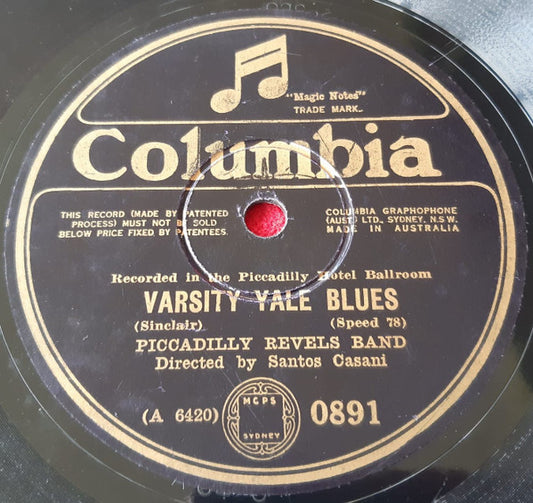 "Magic Notes"
TRADE MARK.
Columbia
THIS RECORD (MADE BY PATENTED
PROCESS) MUST NOT BE SOLD
BELOW PRICE FIXED BY PATENTEES.
COLUMBIA GRAPHOPHONE
(AUST) LTD., SYDNEY, N.S.W.
MADE IN AUSTRALIA
Recorded in the Piccadilly Hotel Ballroom
VARSITY YALE BLUES
(Sinclair) (Speed 78)
PICCADILLY REVELS BAND
Directed by Santos Casani
(A 6420) MCPS SYDNEY 0891